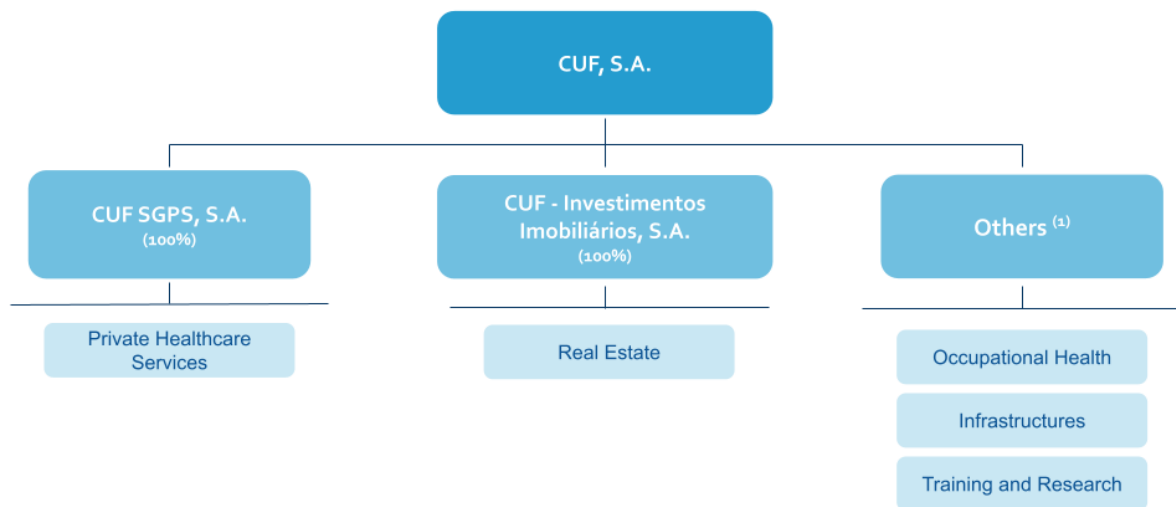 CUF, S.A.
CUF SGPS, S.A.
(100%)
CUF - Investimentos
Imobiliários, S.A.
(100%)
Others (1)
Private Healthcare
Services
Real Estate
Occupational Health
Infrastructures
Training and Research